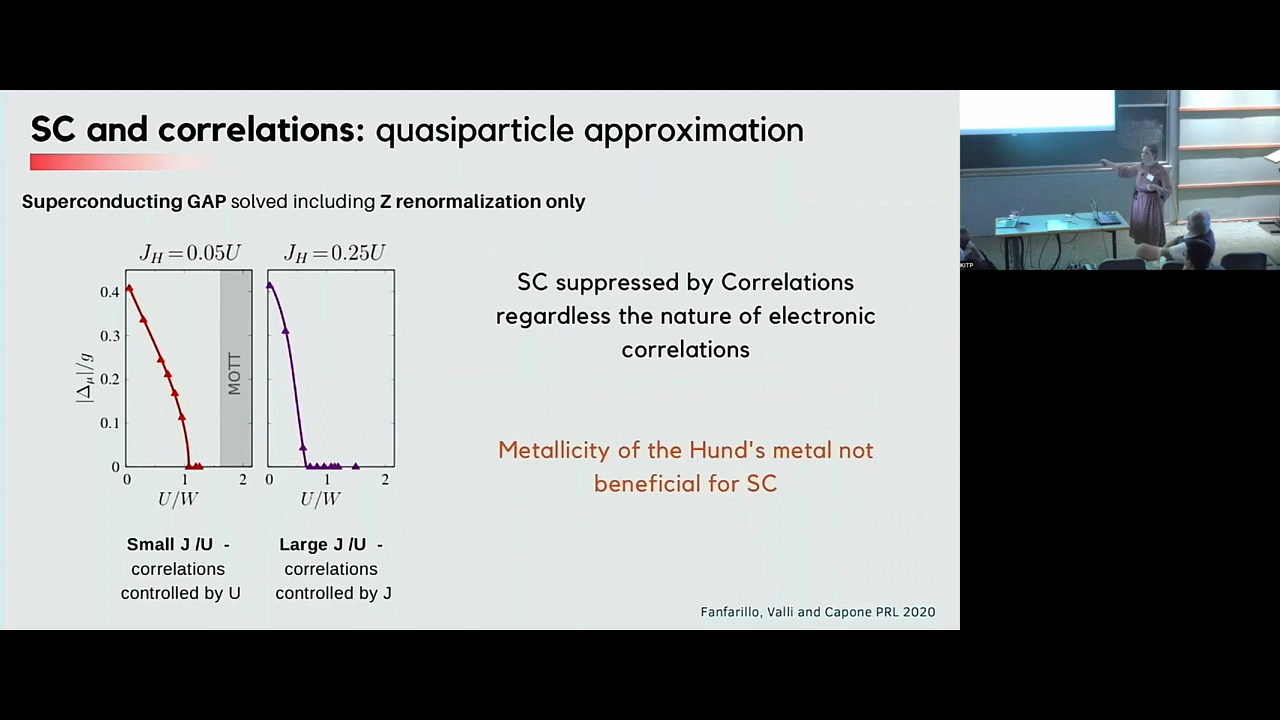 SC and correlations: quasiparticle approximation
Superconducting GAP solved including Z renormalization only
J_H=0.05U
J_H=0.25U
|Δ_μ|/g
0.4
0.3
0.2
0.1
0
MOTT
0 1 2
0 1 2
U/W
U/W
Small J /U -
correlations
controlled by U
Large J /U -
correlations
controlled by J
SC suppressed by Correlations
regardless the nature of electronic
correlations
Metallicity of the Hund's metal not
beneficial for SC
Fanfarillo, Valli and Capone PRL 2020
KITP